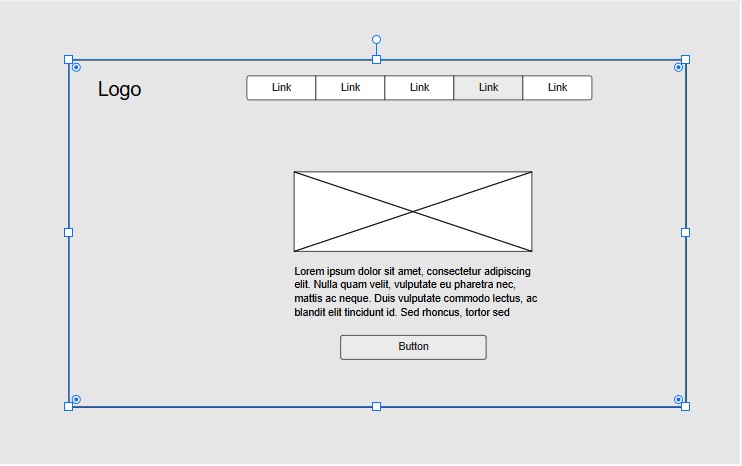 Logo
Link Link Link Link Link
Lorem ipsum dolor sit amet, consectetur adipiscing
elit. Nulla quam velit, vulputate eu pharetra nec,
mattis ac neque. Duis vulputate commodo lectus, ac
blandit elit tincidunt id. Sed rhoncus, tortor sed
Button